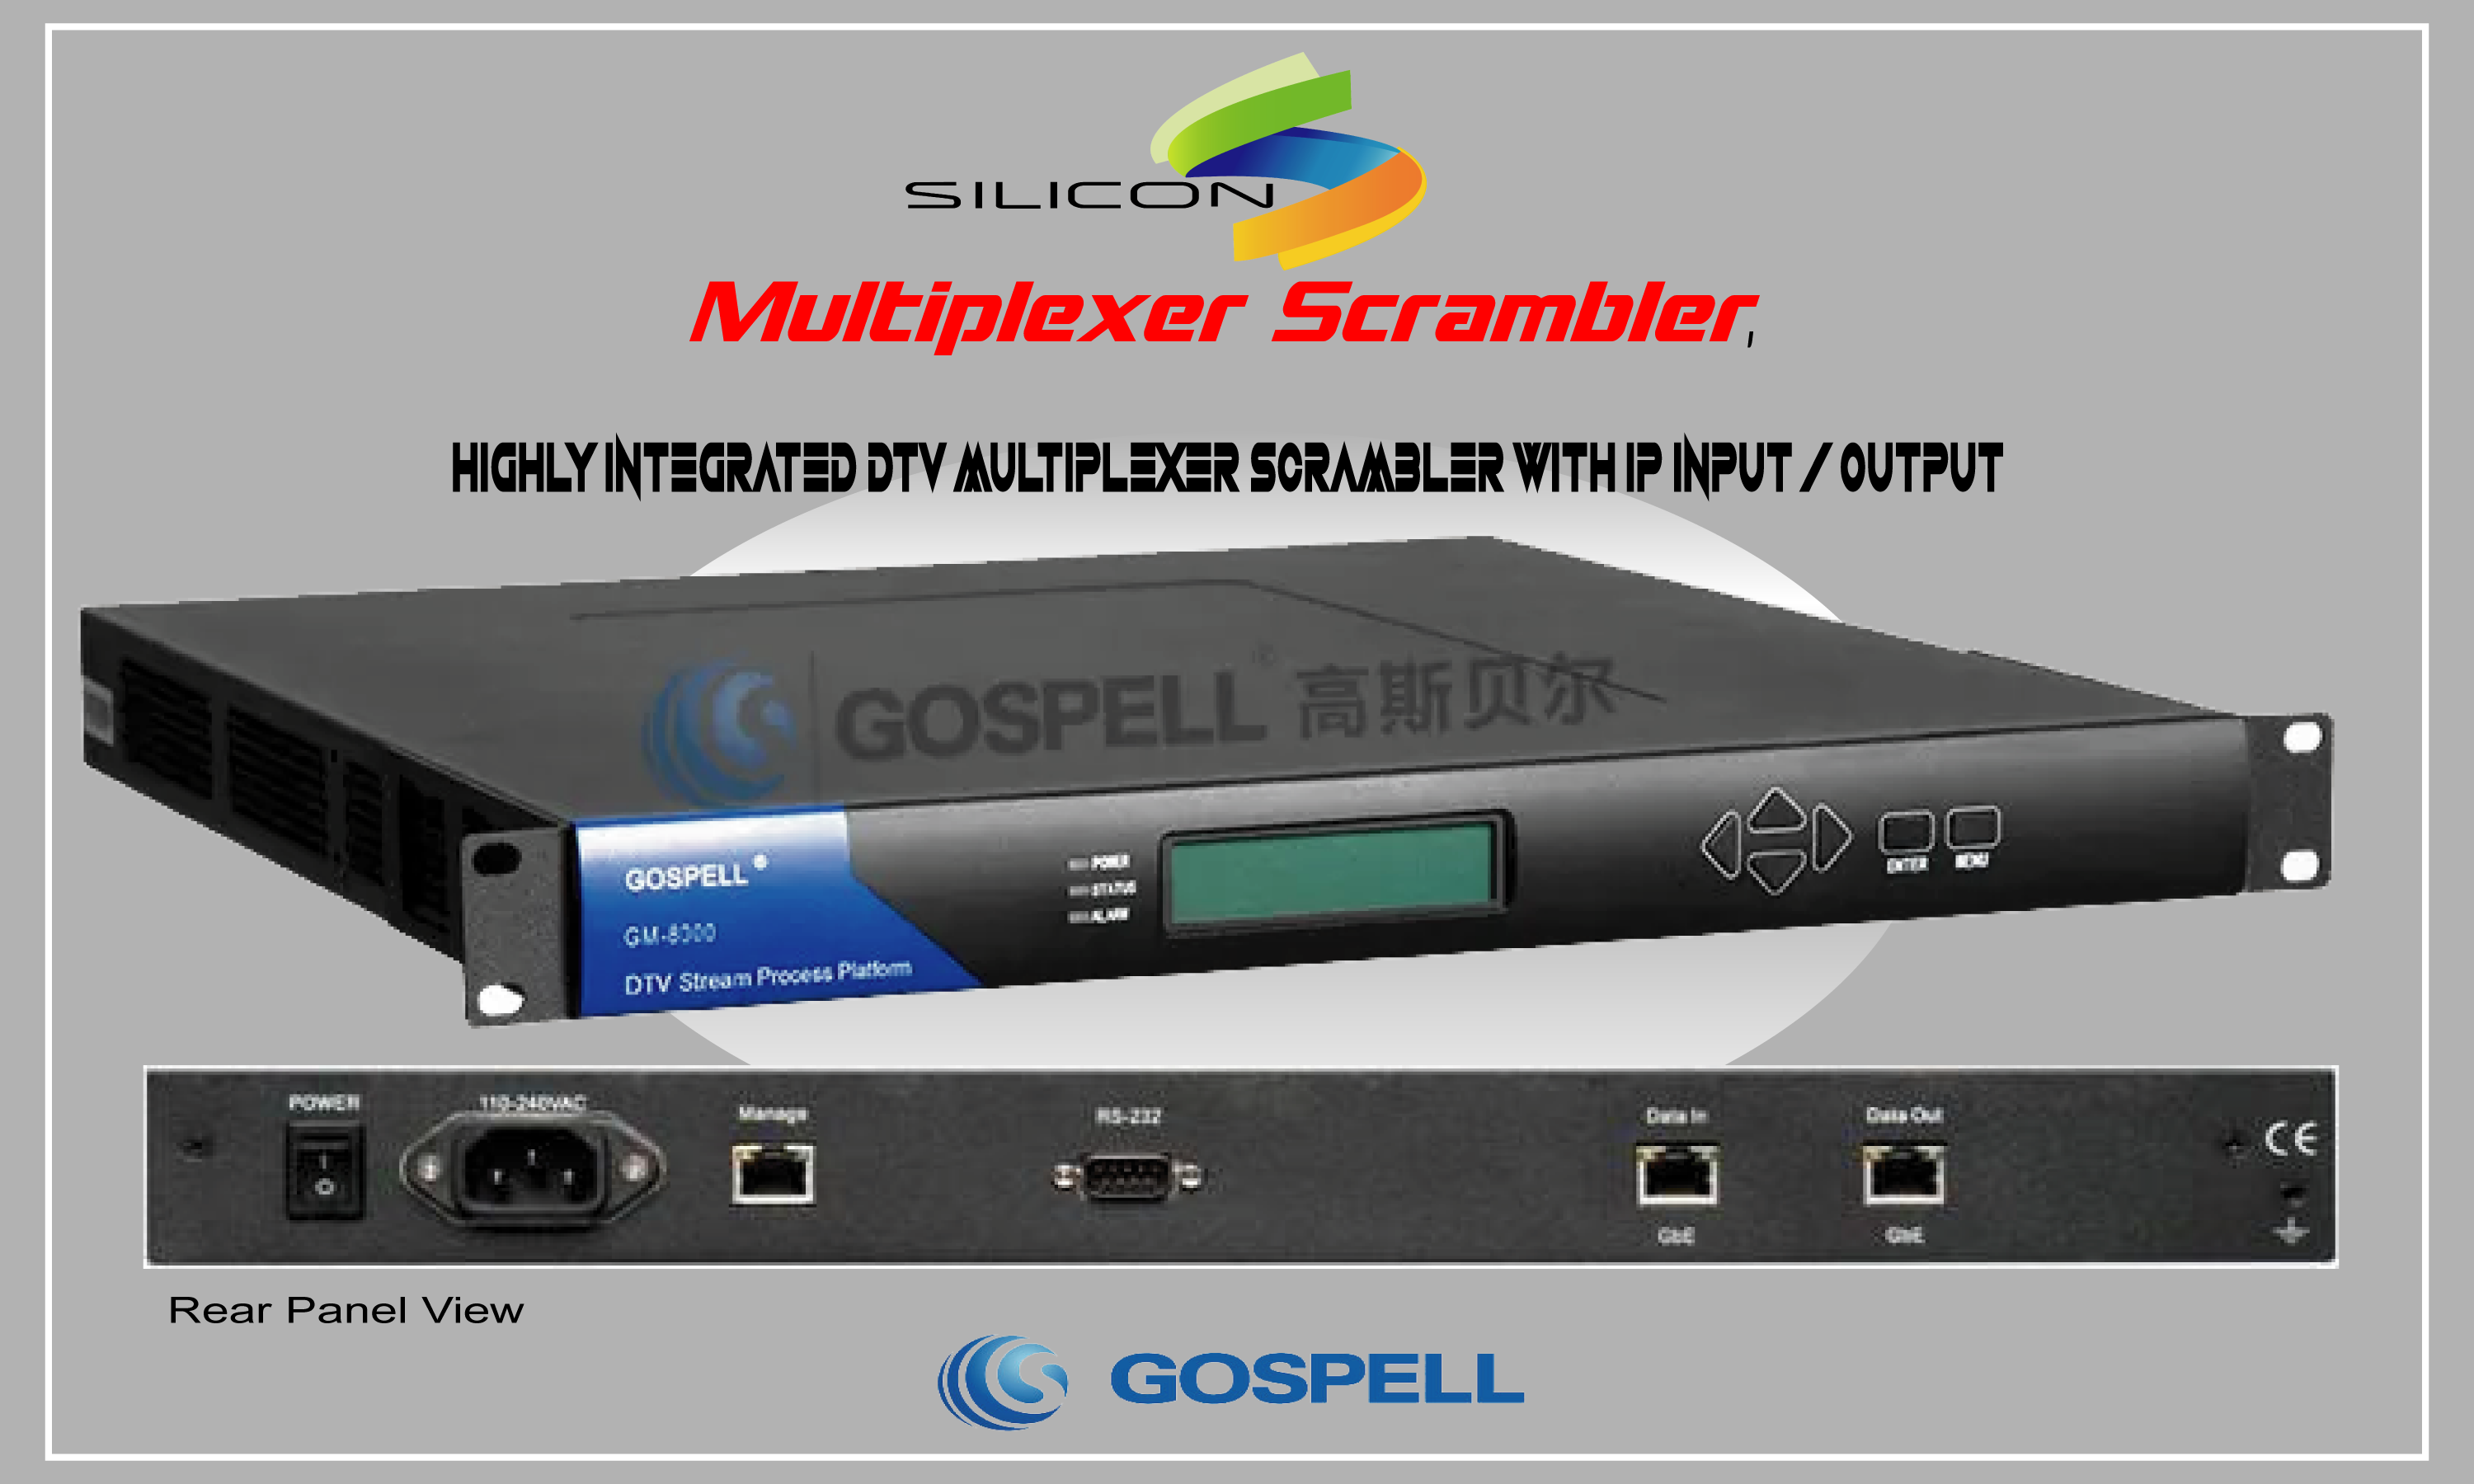 SILICON
Multiplexer Scrambler,
HIGHLY INTEGRATED DTV MULTIPLEXER SCRAMBLER WITH IP INPUT / OUTPUT
GOSPELL® 高斯贝尔
GOSPELL®
DTV Stream Process Platform
POWER
STATUS
ALARM
ENTER MENU
POWER 110-240VAC Manage RS-232 Data In Data Out
CE
I
O
GbE GbE
Rear Panel View
GOSPELL